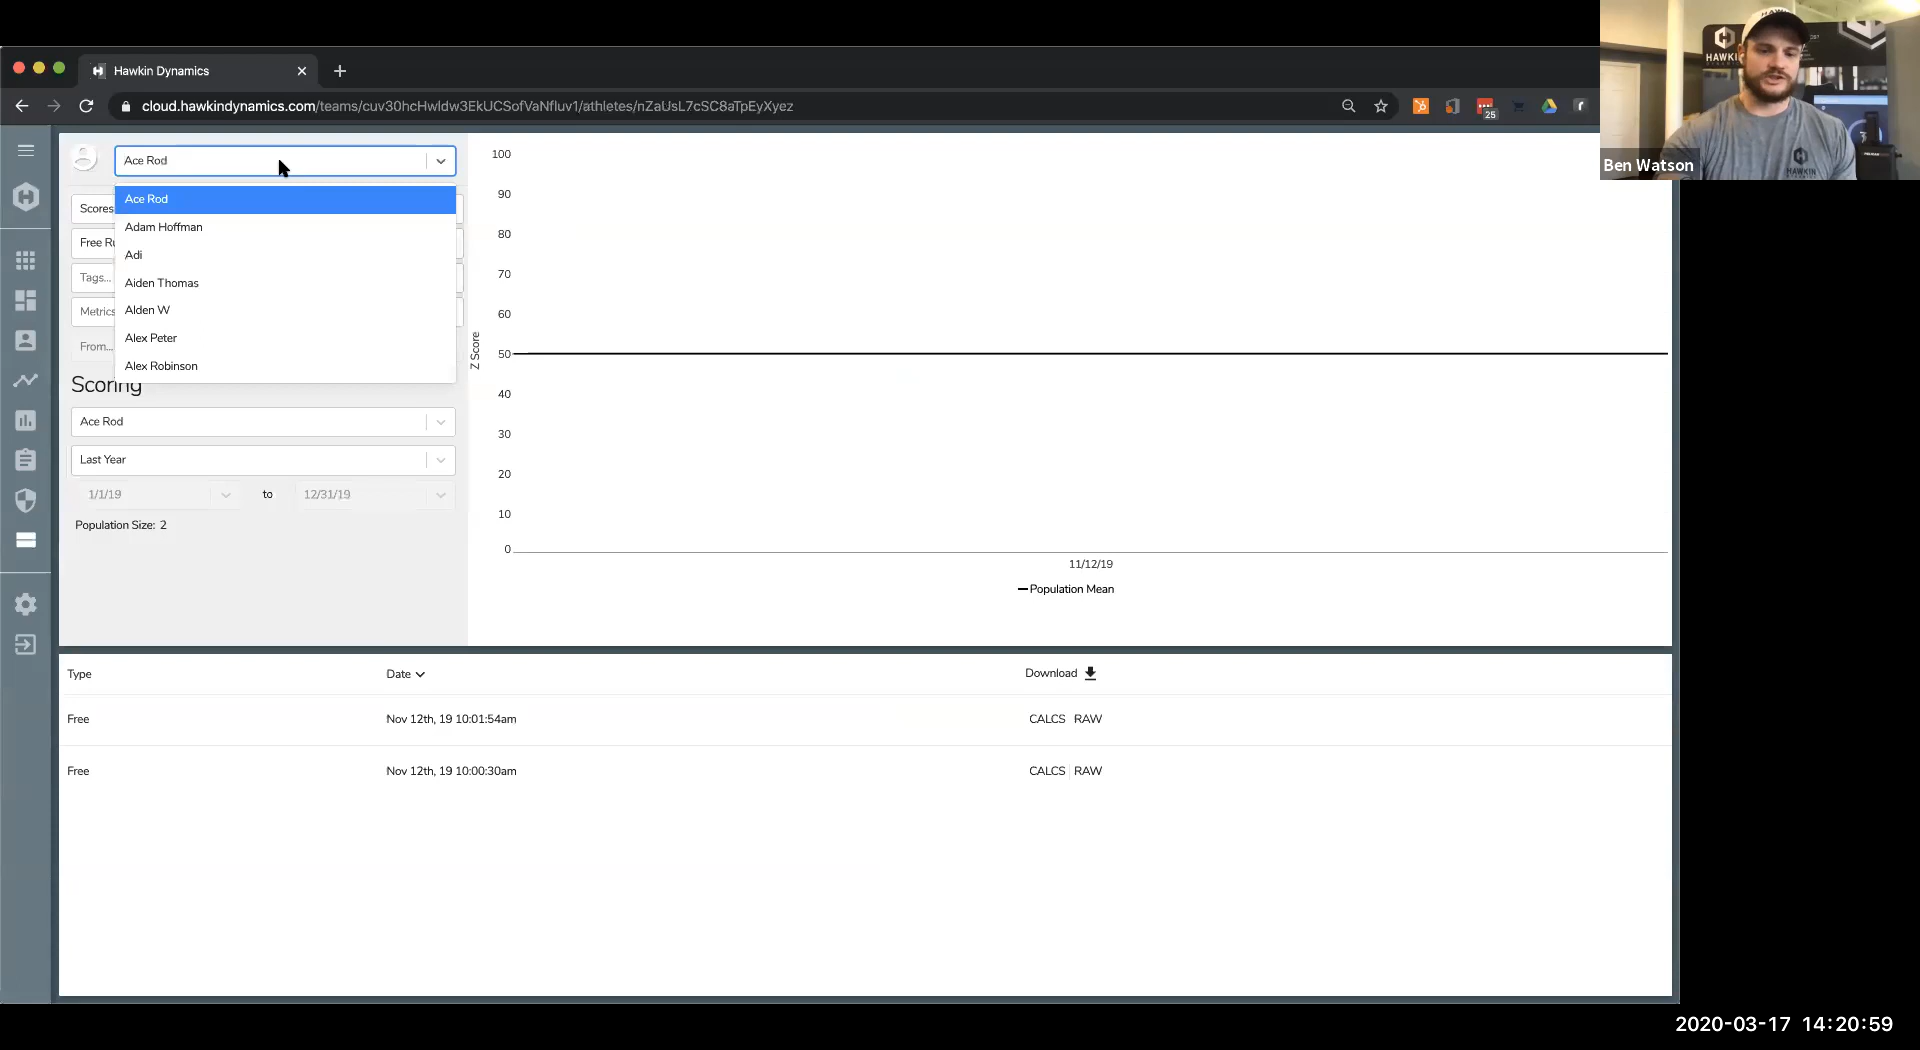 Hawkin Dynamics
cloud.hawkindynamics.com/teams/cuv30hcHwldw3EkUCSofVaNfluv1/athletes/nZaUsL7cSC8aTpEyXyez
25
HAWKIN
Ben Watson
Ace Rod
Ace Rod
Adam Hoffman
Adi
Aiden Thomas
Alden W
Alex Peter
Alex Robinson
Scores
Free Ru
Tags...
Metrics
From...
Scoring
Ace Rod
Last Year
1/1/19 to 12/31/19
Population Size: 2
Z Score
100
90
80
70
60
50
40
30
20
10
0
11/12/19
Population Mean
Type Date Download
Free Nov 12th, 19 10:01:54am CALCS RAW
Free Nov 12th, 19 10:00:30am CALCS RAW
2020-03-17 14:20:59